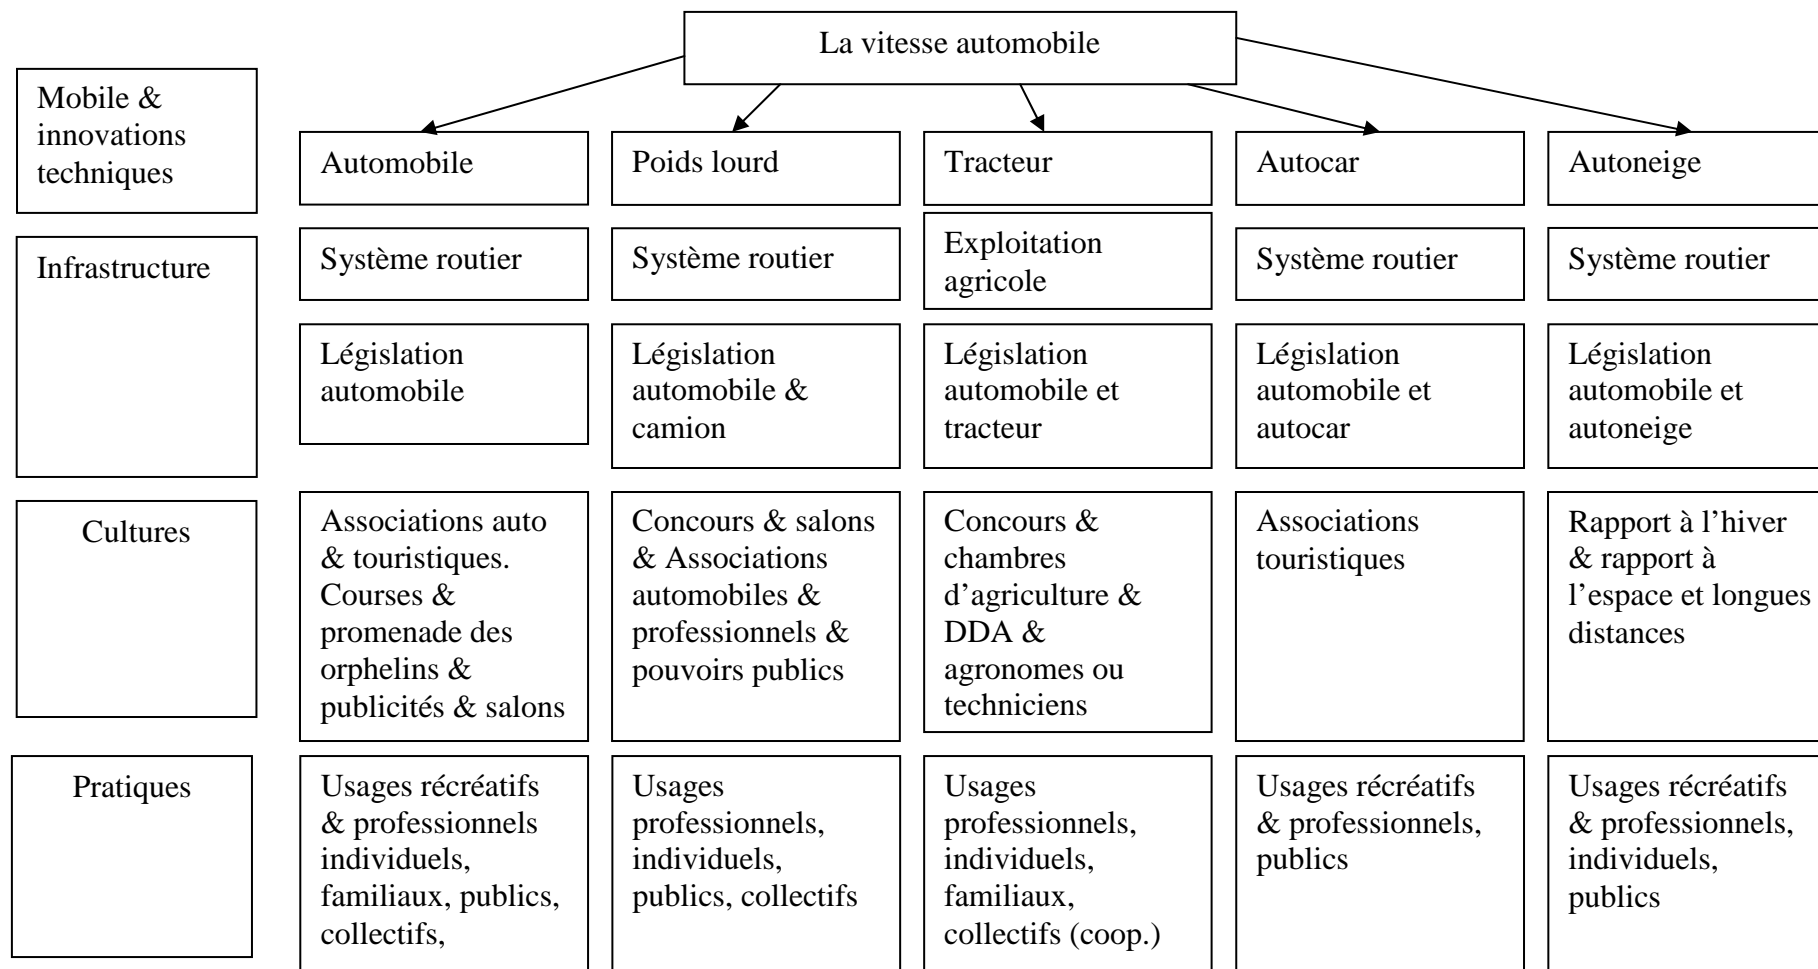 La vitesse automobile
Mobile &
innovations
techniques
Automobile
Poids lourd
Tracteur
Autocar
Autoneige
Infrastructure
Système routier
Système routier
Exploitation
agricole
Système routier
Système routier
Législation
automobile
Législation
automobile &
camion
Législation
automobile et
tracteur
Législation
automobile et
autocar
Législation
automobile et
autoneige
Cultures
Associations auto
& touristiques.
Courses &
promenade des
orphelins &
publicités & salons
Concours & salons
& Associations
automobiles &
professionnels &
pouvoirs publics
Concours &
chambres
d’agriculture &
DDA &
agronomes ou
techniciens
Associations
touristiques
Rapport à l’hiver
& rapport à
l’espace et longues
distances
Pratiques
Usages récréatifs
& professionnels
individuels,
familiaux, publics,
collectifs,
Usages
professionnels,
individuels,
publics, collectifs
Usages
professionnels,
individuels,
familiaux,
collectifs (coop.)
Usages récréatifs
& professionnels,
publics
Usages récréatifs
& professionnels,
individuels,
publics